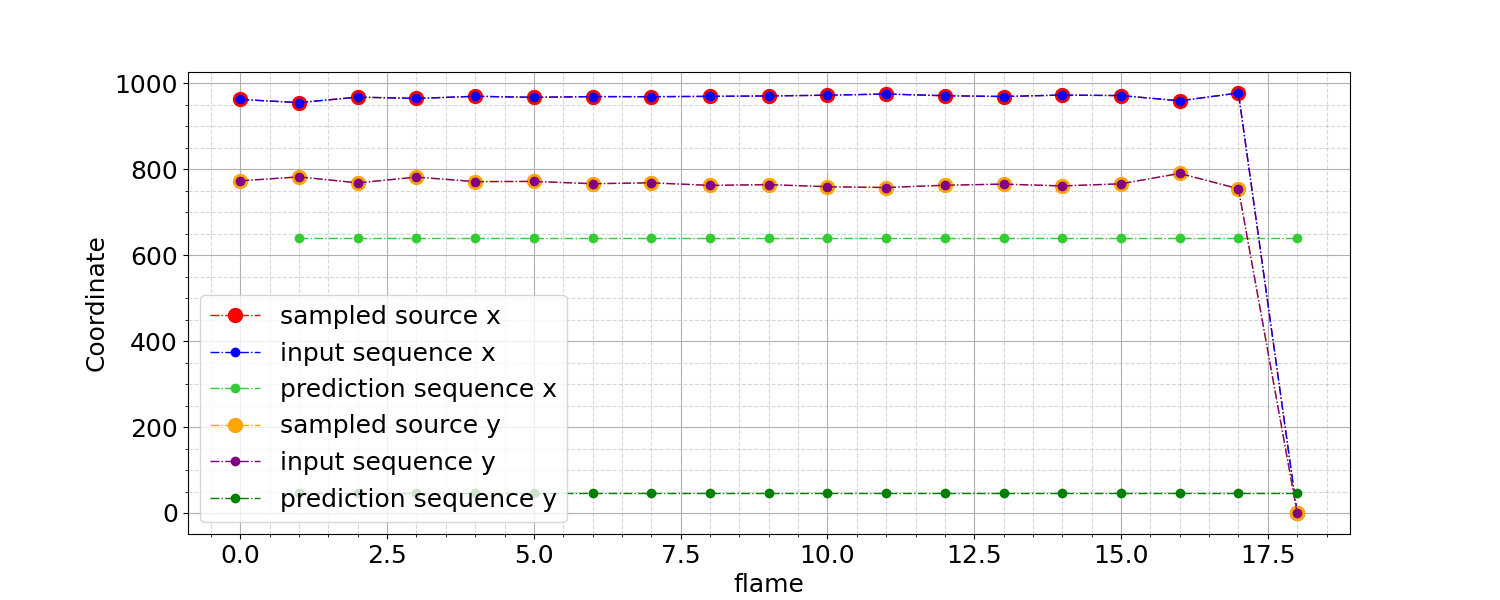 1000
800
600
400
200
0
Coordinate
sampled source x
input sequence x
prediction sequence x
sampled source y
input sequence y
prediction sequence y
0.0 2.5 5.0 7.5 10.0 12.5 15.0 17.5
flame